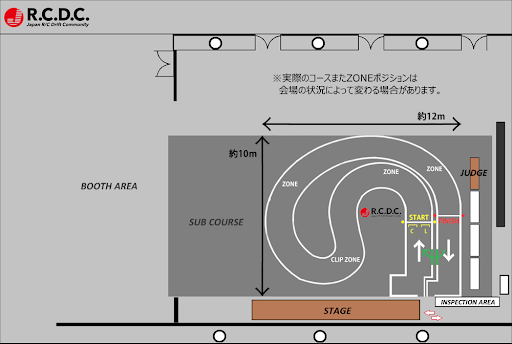 R.C.D.C.
Japan R/C Drift Community
※実際のコースまたZONEポジションは
会場の状況によって変わる場合があります。
約12m
約10m
ZONE
ZONE
ZONE
JUDGE
BOOTH AREA
SUB COURSE
R.C.D.C.
START
C L
CLIP ZONE
INSPECTION AREA
STAGE